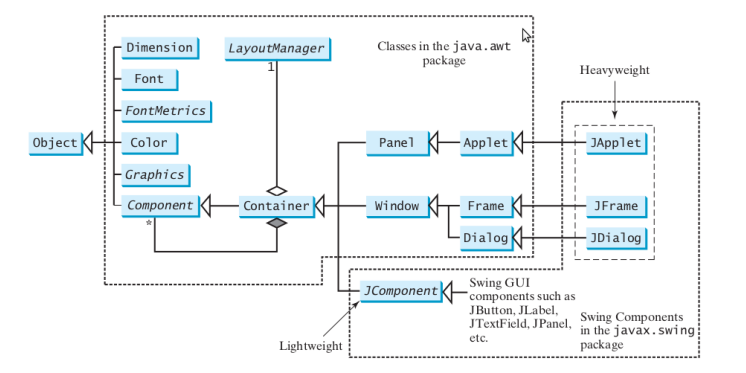 Dimension
LayoutManager
Classes in the java.awt
package
1
Font
Heavyweight
FontMetrics
Object
Color
Panel
Applet
JApplet
Graphics
Component
Container
Window
Frame
JFrame
*
Dialog
JDialog
JComponent
Swing GUI
components such as
JButton, JLabel,
JTextField, JPanel,
etc.
Swing Components
in the javax.swing
package
Lightweight